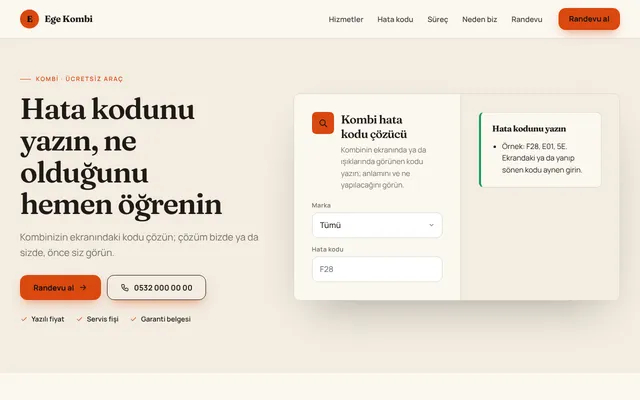 E Ege Kombi
Hizmetler Hata kodu Süreç Neden biz Randevu Randevu al
KOMBİ · ÜCRETSİZ ARAÇ
Hata kodunu
yazın, ne
olduğunu
hemen öğrenin
Kombinizin ekranındaki kodu çözün; çözüm bizde ya da
sizde, önce siz görün.
Randevu al → 0532 000 00 00
✓ Yazılı fiyat ✓ Servis fişi ✓ Garanti belgesi
Kombi hata
kodu çözücü
Kombinin ekranında ya da
ışıklarında görünen kodu
yazın; anlamını ve ne
yapılacağını görün.
Marka
Tümü
Hata kodu
F28
Hata kodunu yazın
• Örnek: F28, E01, 5E.
Ekrandaki ya da yanıp
sönen kodu aynen girin.